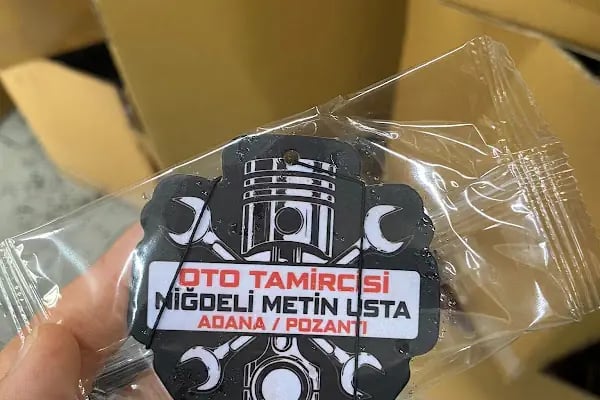 OTO TAMİRCİSİ
NİĞDELİ METİN USTA
ADANA / POZANTI